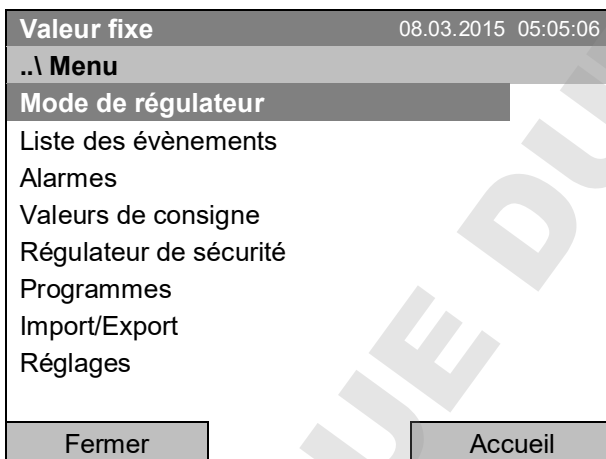 Valeur fixe 08.03.2015 05:05:06
..\ Menu
Mode de régulateur
Liste des évènements
Alarmes
Valeurs de consigne
Régulateur de sécurité
Programmes
Import/Export
Réglages
Fermer Accueil